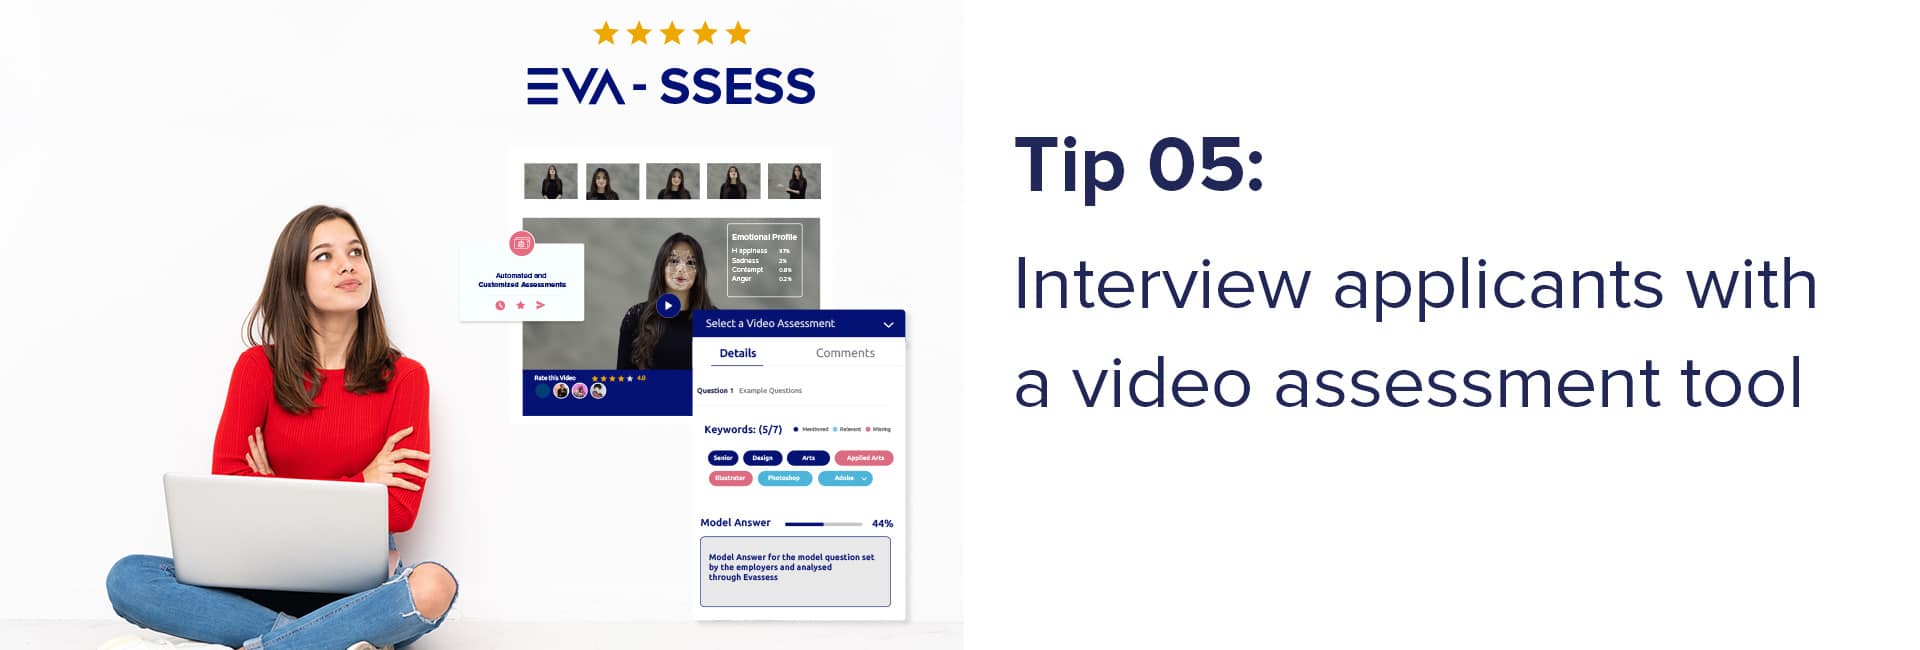 EVA - SSESS
Automated and
Customized Assessments
Emotional Profile
Happiness 97%
Sadness 2%
Contempt 0.8%
Anger 0.2%
Rate this Video 4.0
Select a Video Assessment
Details Comments
Question 1 Example Questions
Keywords: (5/7) Mentioned Relevant Missing
Senior Design Arts Applied Arts
Illustrator Photoshop Adobe
Model Answer 44%
Model Answer for the model question set
by the employers and analysed
through Evassess
Tip 05:
Interview applicants with
a video assessment tool